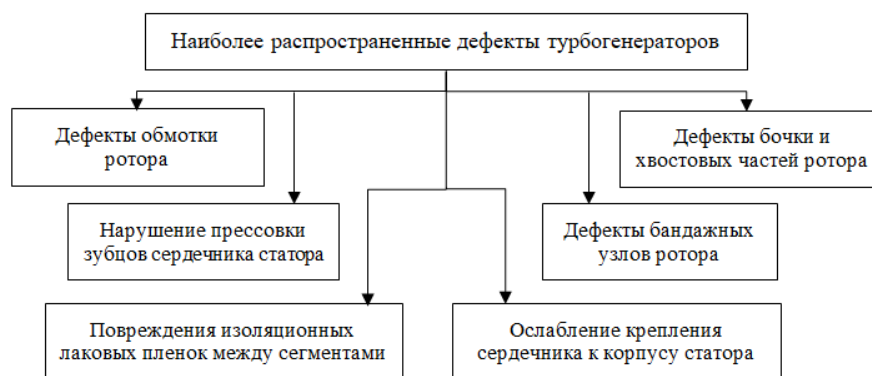 Наиболее распространенные дефекты турбогенераторов
Дефекты обмотки
ротора
Дефекты бочки и
хвостовых частей ротора
Нарушение прессовки
зубцов сердечника статора
Дефекты бандажных
узлов ротора
Повреждения изоляционных
лаковых пленок между сегментами
Ослабление крепления
сердечника к корпусу статора